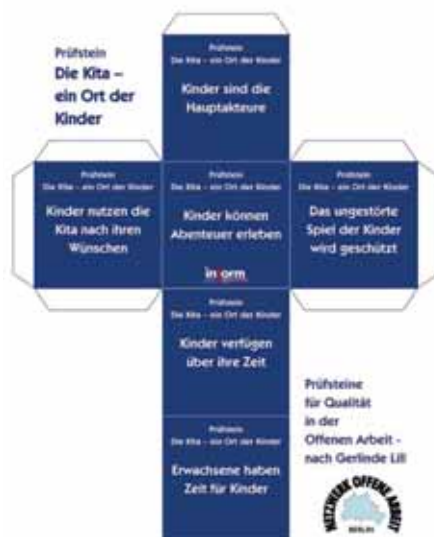 Prüfstein
Die Kita –
ein Ort der
Kinder
Prüfstein
Die Kita – ein Ort der Kinder
Kinder sind die
Hauptakteure
Prüfstein
Die Kita – ein Ort der Kinder
Kinder nutzen die
Kita nach ihren
Wünschen
Prüfstein
Die Kita – ein Ort der Kinder
Kinder können
Abenteuer erleben
inform
Prüfstein
Die Kita – ein Ort der Kinder
Das ungestörte
Spiel der Kinder
wird geschützt
Prüfstein
Die Kita – ein Ort der Kinder
Kinder verfügen
über ihre Zeit
Prüfstein
Die Kita – ein Ort der Kinder
Erwachsene haben
Zeit für Kinder
Prüfsteine
für Qualität
in der
Offenen Arbeit -
nach Gerlinde Lill
NETZWERK OFFENE ARBEIT
BERLIN